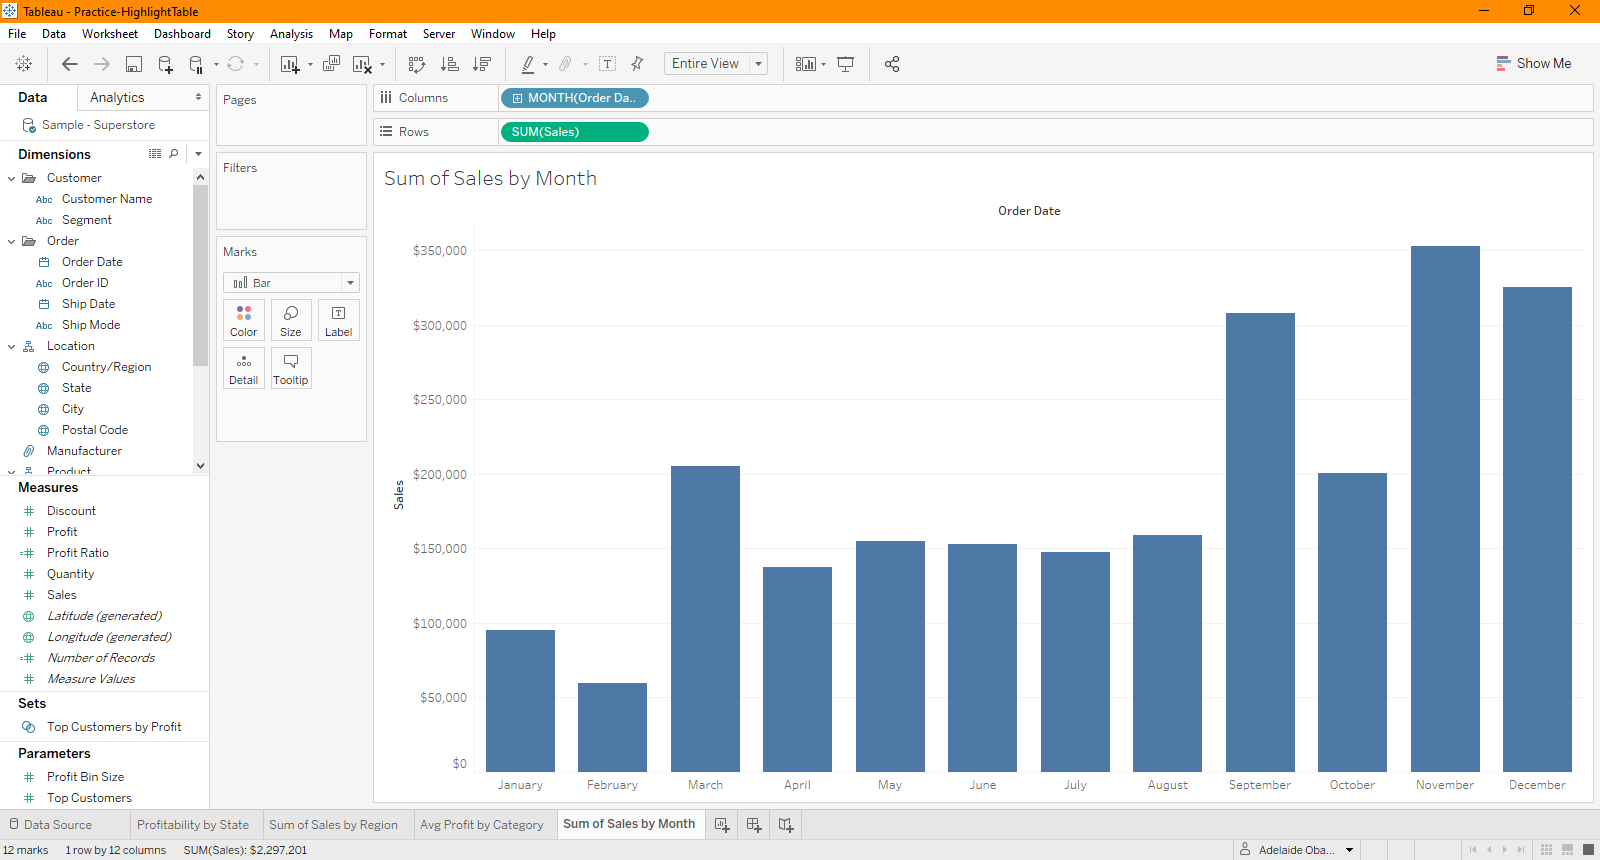 Tableau - Practice-HighlightTable
File Data Worksheet Dashboard Story Analysis Map Format Server Window Help
Entire View
Show Me
Data Analytics
Sample - Superstore
Dimensions
Customer
Abc Customer Name
Abc Segment
Order
Order Date
Abc Order ID
Ship Date
Abc Ship Mode
Location
Country/Region
State
City
Postal Code
Manufacturer
Product
Measures
Discount
Profit
Profit Ratio
Quantity
Sales
Latitude (generated)
Longitude (generated)
Number of Records
Measure Values
Sets
Top Customers by Profit
Parameters
Profit Bin Size
Top Customers
Pages
Filters
Marks
Bar
Color Size Label
Detail Tooltip
Columns MONTH(Order Da..
Rows SUM(Sales)
Sum of Sales by Month
Order Date
Sales
$350,000
$300,000
$250,000
$200,000
$150,000
$100,000
$50,000
$0
January February March April May June July August September October November December
Data Source Profitability by State Sum of Sales by Region Avg Profit by Category Sum of Sales by Month
12 marks 1 row by 12 columns SUM(Sales): $2,297,201
Adelaide Oba...